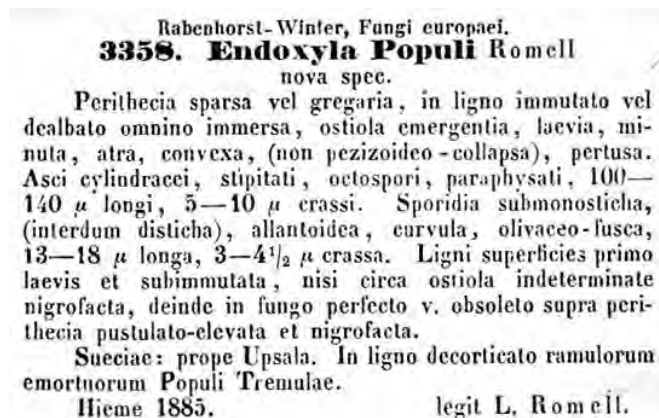 Rabenhorst-Winter, Fungi europaei.
3358. Endoxyla Populi Romell
nova spec.
Perithecia sparsa vel gregaria, in ligno immutato vel
dealbato omnino immersa, ostiola emergentia, laevia, mi-
nuta, atra, convexa, (non pezizoideo-collapsa), pertusa.
Asci cylindracei, stipitati, octospori, paraphysati, 100—
140 μ longi, 5—10 μ crassi. Sporidia submonosticha,
(interdum disticha), allantoidea, curvula, olivaceo-fusca,
13—18 μ longa, 3—4½ μ crassa. Ligni superficies primo
laevis et subimmutata, nisi circa ostiola indeterminate
nigrofacta, deinde in fungo perfecto v. obsoleto supra peri-
thecia pustulato-elevata et nigrofacta.
Sueciae: prope Upsala. In ligno decorticato ramulorum
emortuorum Populi Tremulae.
Hieme 1885. legit L. Romell.